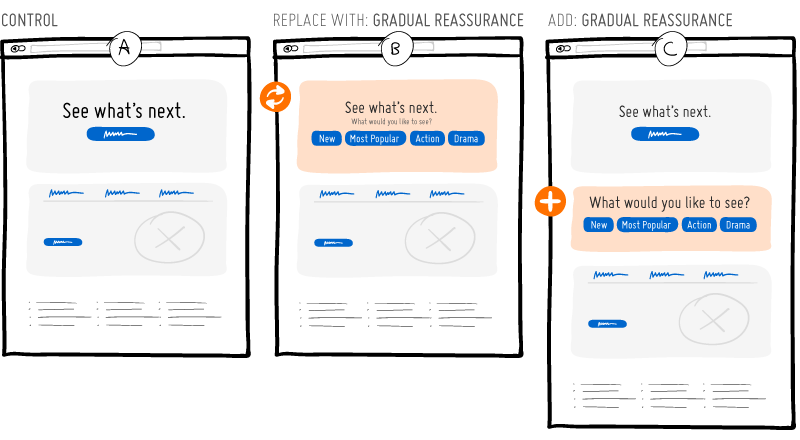 CONTROL
REPLACE WITH: GRADUAL REASSURANCE
ADD: GRADUAL REASSURANCE
A
B
C
See what's next.
See what's next.
What would you like to see?
New
Most Popular
Action
Drama
See what's next.
What would you like to see?
New
Most Popular
Action
Drama